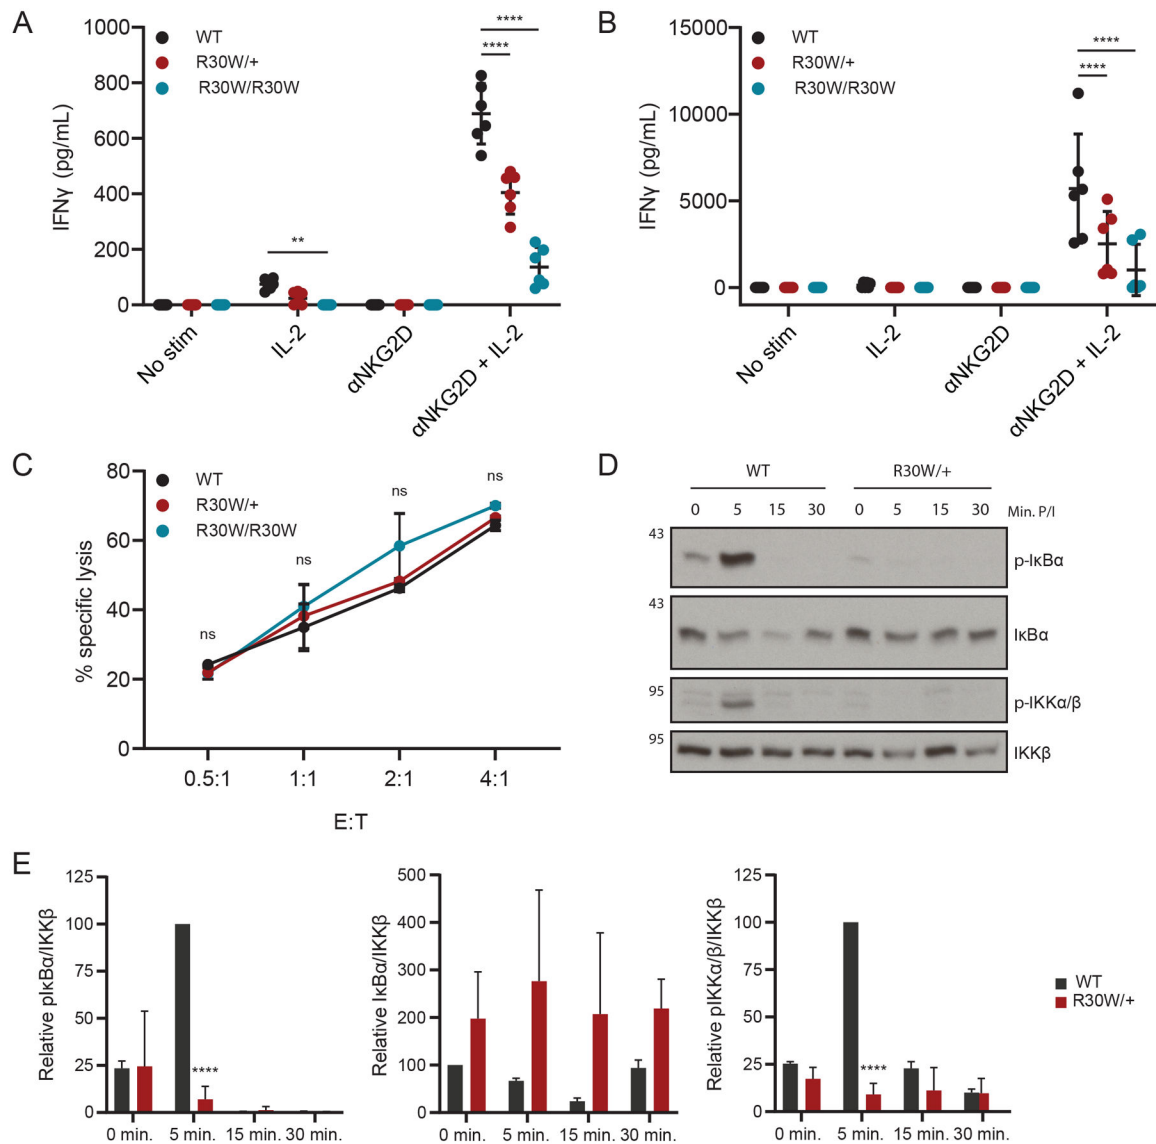 A
IFNγ (pg/mL)
1000
800
600
400
200
0
WT
R30W/+
R30W/R30W
**
****
****
No stim
IL-2
αNKG2D
αNKG2D + IL-2
B
IFNγ (pg/mL)
15000
10000
5000
0
WT
R30W/+
R30W/R30W
****
****
No stim
IL-2
αNKG2D
αNKG2D + IL-2
C
% specific lysis
80
60
40
20
0
WT
R30W/+
R30W/R30W
ns
ns
ns
ns
0.5:1
1:1
2:1
4:1
E:T
D
WT
R30W/+
0 5 15 30 0 5 15 30 Min. P/I
43
p-IκBα
43
IκBα
95
p-IKKα/β
95
IKKβ
E
Relative pIκBα/IKKβ
125
100
75
50
25
0
****
0 min.
5 min.
15 min.
30 min.
Relative IκBα/IKKβ
500
400
300
200
100
0
0 min.
5 min.
15 min.
30 min.
Relative pIKKα/β/IKKβ
125
100
75
50
25
0
****
0 min.
5 min.
15 min.
30 min.
WT
R30W/+